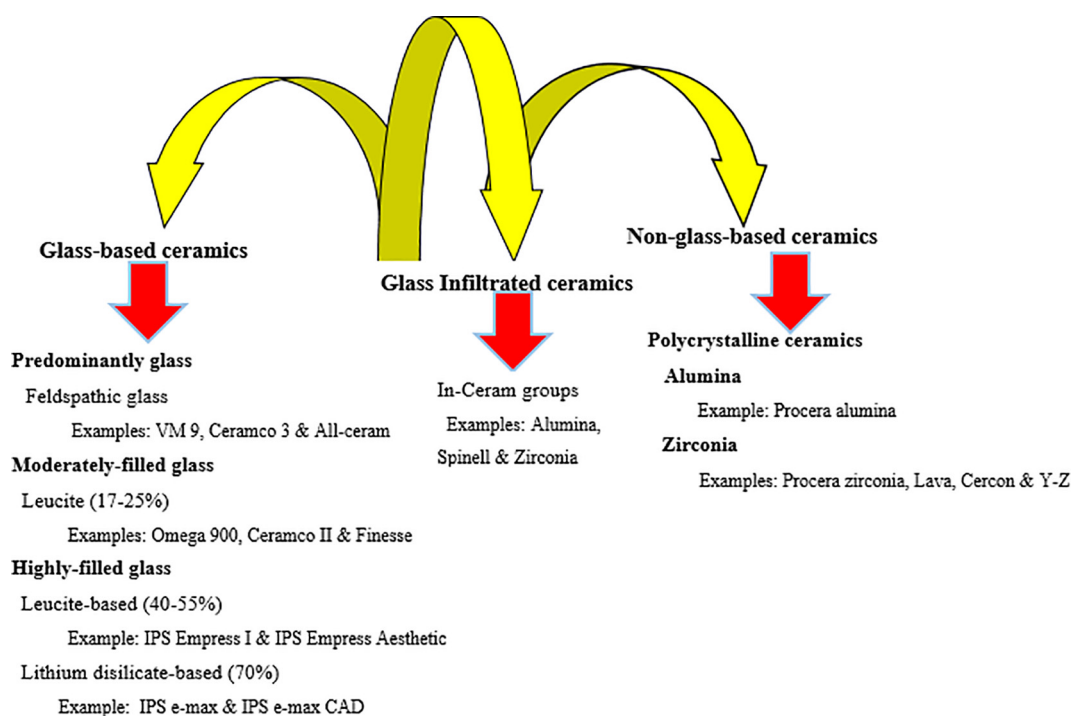 Glass-based ceramics
Predominantly glass
Feldspathic glass
Examples: VM 9, Ceramco 3 & All-ceram
Moderately-filled glass
Leucite (17-25%)
Examples: Omega 900, Ceramco II & Finesse
Highly-filled glass
Leucite-based (40-55%)
Example: IPS Empress I & IPS Empress Aesthetic
Lithium disilicate-based (70%)
Example: IPS e-max & IPS e-max CAD
Glass Infiltrated ceramics
In-Ceram groups
Examples: Alumina,
Spinell & Zirconia
Non-glass-based ceramics
Polycrystalline ceramics
Alumina
Example: Procera alumina
Zirconia
Examples: Procera zirconia, Lava, Cercon & Y-Z